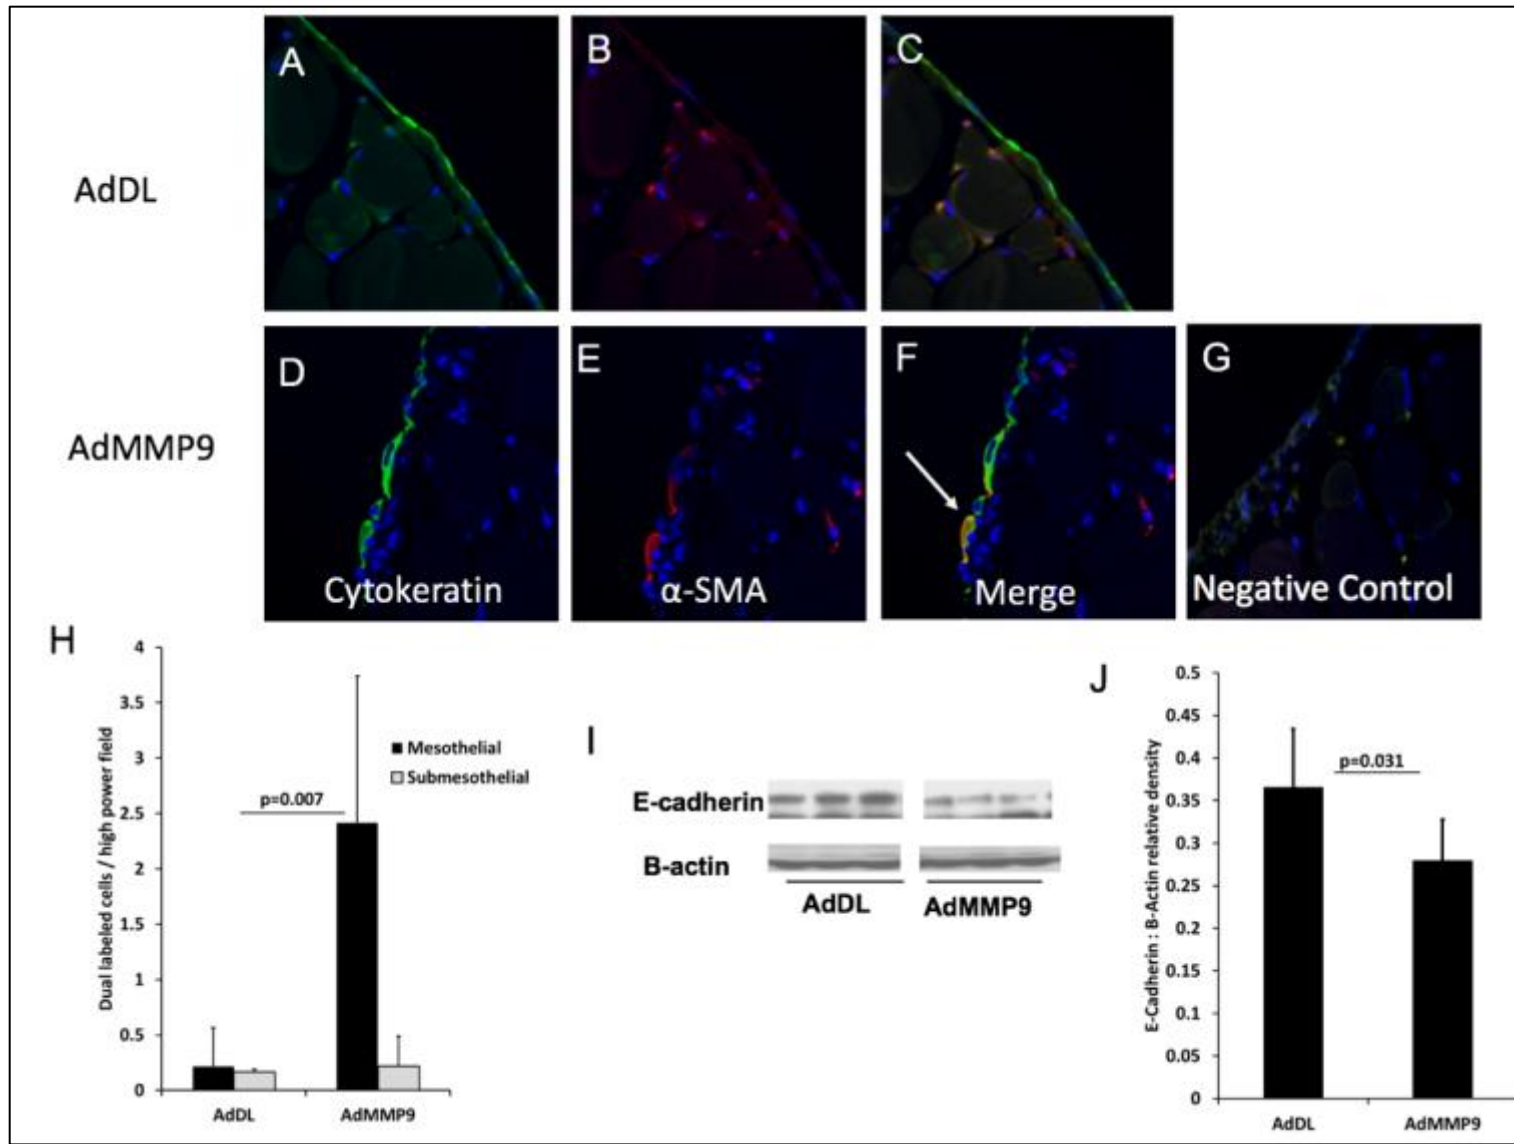 A
B
C
AdDL
D
E
F
G
AdMMP9
Cytokeratin
α-SMA
Merge
Negative Control
H
4
3.5
3
2.5
2
1.5
1
0.5
0
Dual labeled cells / high power field
p=0.007
Mesothelial
Submesothelial
AdDL
AdMMP9
I
E-cadherin
B-actin
AdDL
AdMMP9
J
0.5
0.45
0.4
0.35
0.3
0.25
0.2
0.15
0.1
0.05
0
E-Cadherin : B-Actin relative density
p=0.031
AdDL
AdMMP9